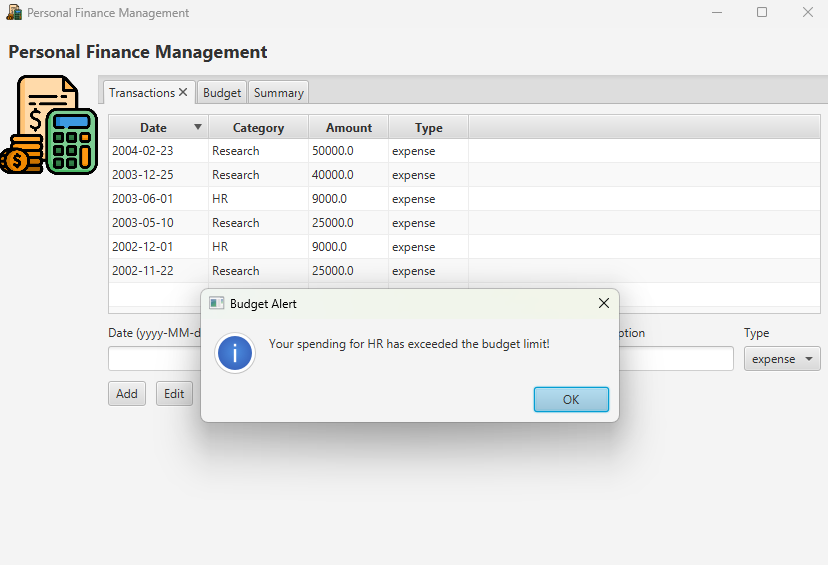 Personal Finance Management
Personal Finance Management
Transactions Budget Summary
Date Category Amount Type
2004-02-23 Research 50000.0 expense
2003-12-25 Research 40000.0 expense
2003-06-01 HR 9000.0 expense
2003-05-10 Research 25000.0 expense
2002-12-01 HR 9000.0 expense
2002-11-22 Research 25000.0 expense
Budget Alert
Your spending for HR has exceeded the budget limit!
OK
Date (yyyy-MM-d ption Type
expense
Add Edit